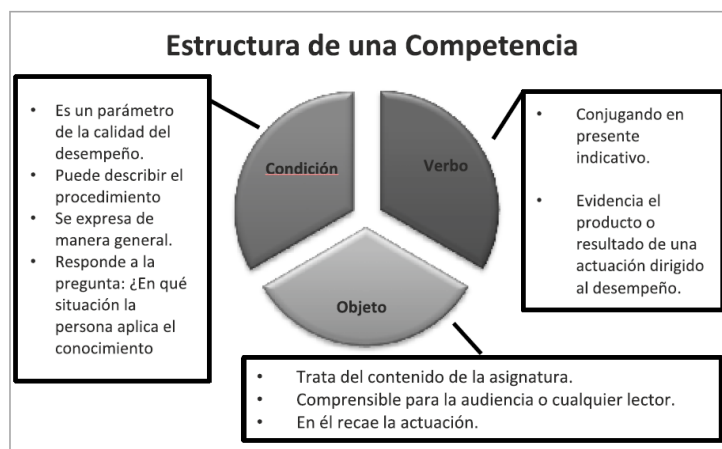 Estructura de una Competencia
• Es un parámetro
de la calidad del
desempeño.
• Puede describir el
procedimiento
• Se expresa de
manera general.
• Responde a la
pregunta: ¿En qué
situación la
persona aplica el
conocimiento
Condición
Verbo
Objeto
• Conjugando en
presente
indicativo.
• Evidencia el
producto o
resultado de una
actuación dirigido
al desempeño.
• Trata del contenido de la asignatura.
• Comprensible para la audiencia o cualquier lector.
• En él recae la actuación.